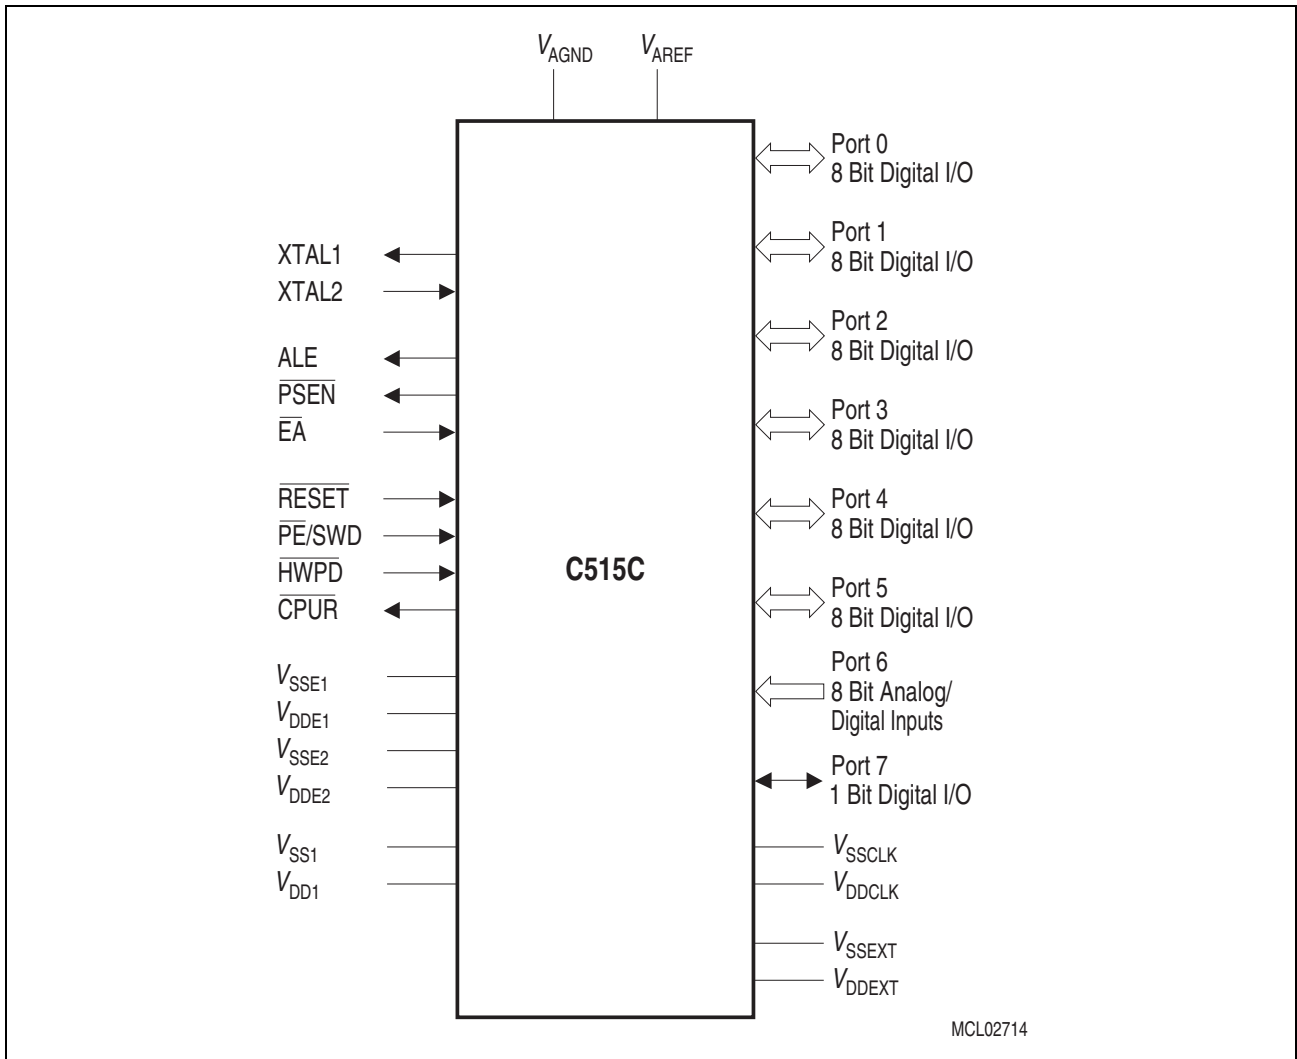 VAGND VAREF
Port 0
8 Bit Digital I/O
Port 1
8 Bit Digital I/O
XTAL1
XTAL2
Port 2
8 Bit Digital I/O
ALE
PSEN
EA
Port 3
8 Bit Digital I/O
RESET
PE/SWD
HWPD
CPUR
Port 4
8 Bit Digital I/O
C515C
Port 5
8 Bit Digital I/O
Port 6
8 Bit Analog/
Digital Inputs
VSSE1
VDDE1
VSSE2
VDDE2
Port 7
1 Bit Digital I/O
VSS1
VDD1
VSSCLK
VDDCLK
VSSEXT
VDDEXT
MCL02714